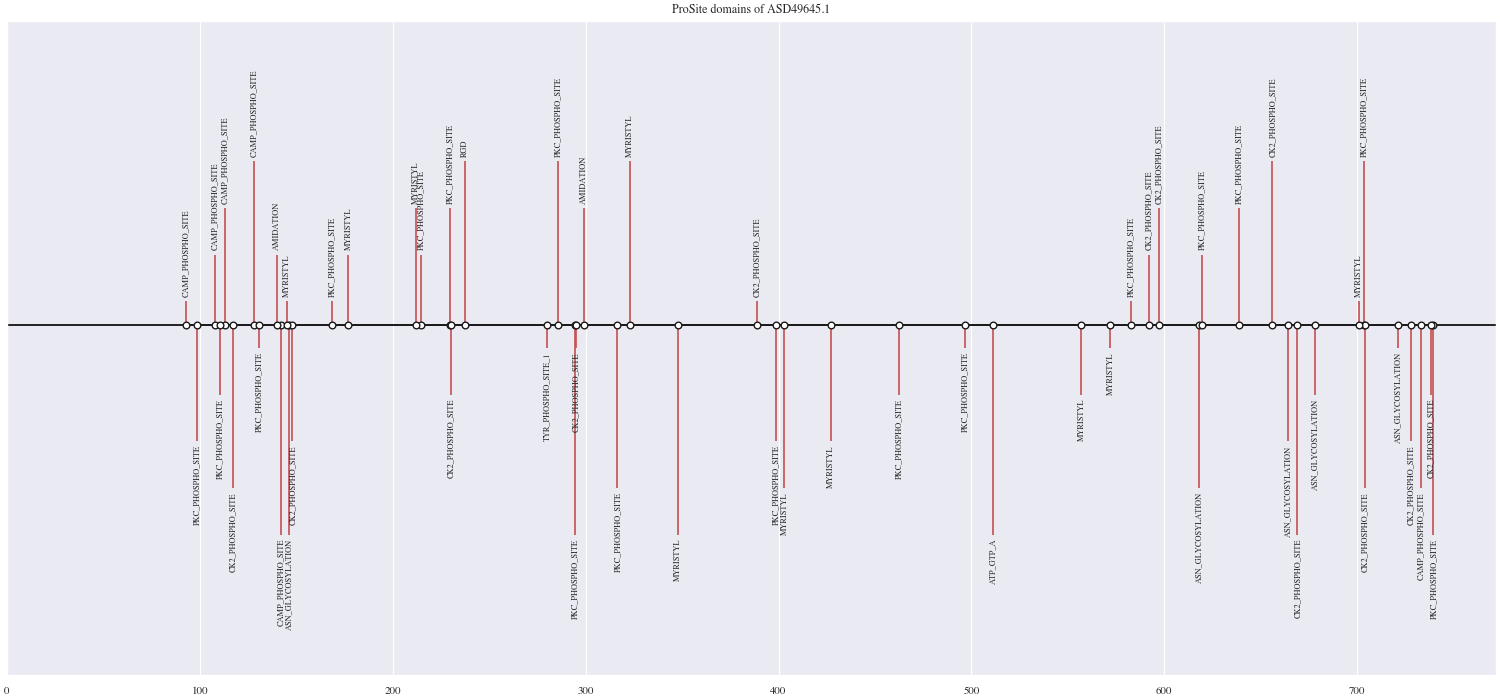 ProSite domains of ASD49645.1
CAMP_PHOSPHO_SITE
CAMP_PHOSPHO_SITE
CAMP_PHOSPHO_SITE
CAMP_PHOSPHO_SITE
AMIDATION
MYRISTYL
PKC_PHOSPHO_SITE
MYRISTYL
MYRISTYL
PKC_PHOSPHO_SITE
PKC_PHOSPHO_SITE
RGD
PKC_PHOSPHO_SITE
AMIDATION
MYRISTYL
CK2_PHOSPHO_SITE
PKC_PHOSPHO_SITE
CK2_PHOSPHO_SITE
CK2_PHOSPHO_SITE
PKC_PHOSPHO_SITE
PKC_PHOSPHO_SITE
CK2_PHOSPHO_SITE
MYRISTYL
PKC_PHOSPHO_SITE
PKC_PHOSPHO_SITE
PKC_PHOSPHO_SITE
CK2_PHOSPHO_SITE
PKC_PHOSPHO_SITE
CAMP_PHOSPHO_SITE
ASN_GLYCOSYLATION
CK2_PHOSPHO_SITE
CK2_PHOSPHO_SITE
TYR_PHOSPHO_SITE_1
PKC_PHOSPHO_SITE
CK2_PHOSPHO_SITE
PKC_PHOSPHO_SITE
MYRISTYL
PKC_PHOSPHO_SITE
MYRISTYL
MYRISTYL
PKC_PHOSPHO_SITE
PKC_PHOSPHO_SITE
ATP_GTP_A
MYRISTYL
MYRISTYL
ASN_GLYCOSYLATION
ASN_GLYCOSYLATION
CK2_PHOSPHO_SITE
ASN_GLYCOSYLATION
CK2_PHOSPHO_SITE
ASN_GLYCOSYLATION
CK2_PHOSPHO_SITE
CAMP_PHOSPHO_SITE
CK2_PHOSPHO_SITE
PKC_PHOSPHO_SITE
0 100 200 300 400 500 600 700